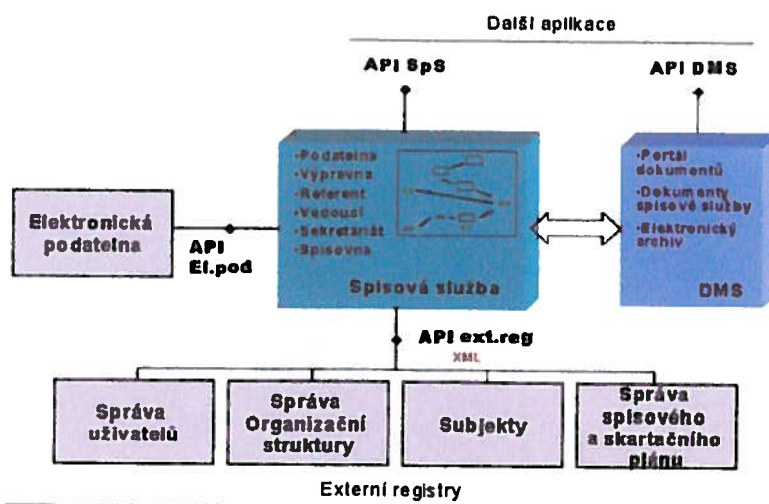 Další aplikace
API SpS
API DMS
-Podatelna
-Výpravna
-Referent
-Vedoucí
-Sekretariát
-Spisovna
Spisová služba
-Portál
dokumentů
-Dokumenty
spisové služby
-Elektronický
archiv
DMS
Elektronická
podatelna
API
El.pod
API ext.reg
XML
Správa
uživatelů
Správa
Organizační
struktury
Subjekty
Správa
spisového
a skartačního
plánu
Externí registry